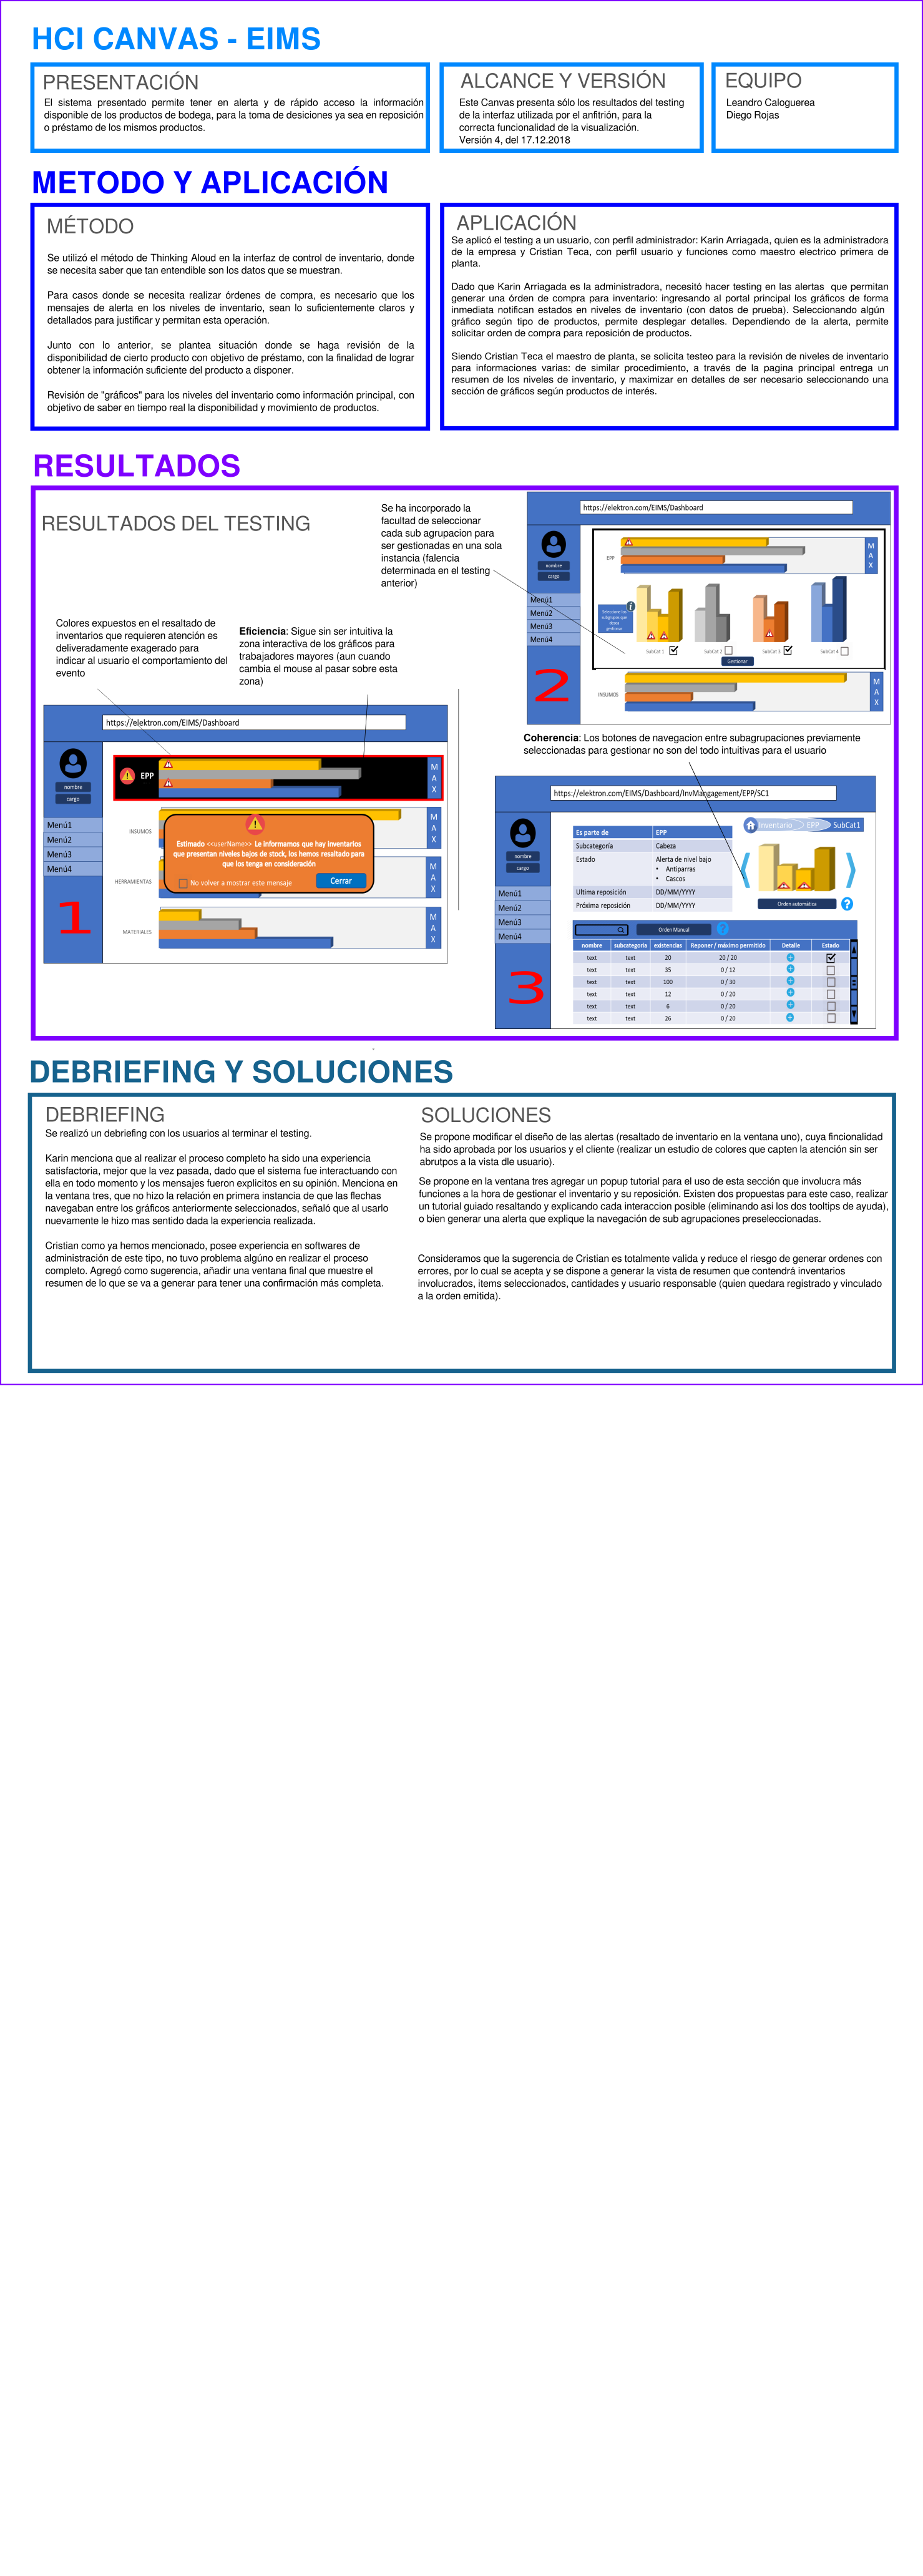 HCI CANVAS - EIMS
PRESENTACIÓN
El sistema presentado permite tener en alerta y de rápido acceso la información
disponible de los productos de bodega, para la toma de desiciones ya sea en reposición
o préstamo de los mismos productos.
ALCANCE Y VERSIÓN
Este Canvas presenta sólo los resultados del testing
de la interfaz utilizada por el anfitrión, para la
correcta funcionalidad de la visualización.
Versión 4, del 17.12.2018
EQUIPO
Leandro Caloguerea
Diego Rojas
METODO Y APLICACIÓN
MÉTODO
Se utilizó el método de Thinking Aloud en la interfaz de control de inventario, donde
se necesita saber que tan entendible son los datos que se muestran.
Para casos donde se necesita realizar órdenes de compra, es necesario que los
mensajes de alerta en los niveles de inventario, sean lo suficientemente claros y
detallados para justificar y permitan esta operación.
Junto con lo anterior, se plantea situación donde se haga revisión de la
disponibilidad de cierto producto con objetivo de préstamo, con la finalidad de lograr
obtener la información suficiente del producto a disponer.
Revisión de "gráficos" para los niveles del inventario como información principal, con
objetivo de saber en tiempo real la disponibilidad y movimiento de productos.
APLICACIÓN
Se aplicó el testing a un usuario, con perfil administrador: Karin Arriagada, quien es la administradora
de la empresa y Cristian Teca, con perfil usuario y funciones como maestro electrico primera de
planta.
Dado que Karin Arriagada es la administradora, necesitó hacer testing en las alertas que permitan
generar una órden de compra para inventario: ingresando al portal principal los gráficos de forma
inmediata notifican estados en niveles de inventario (con datos de prueba). Seleccionando algún
gráfico según tipo de productos, permite desplegar detalles. Dependiendo de la alerta, permite
solicitar orden de compra para reposición de productos.
Siendo Cristian Teca el maestro de planta, se solicita testeo para la revisión de niveles de inventario
para informaciones varias: de similar procedimiento, a través de la pagina principal entrega un
resumen de los niveles de inventario, y maximizar en detalles de ser necesario seleccionando una
sección de gráficos según productos de interés.
RESULTADOS
RESULTADOS DEL TESTING
Se ha incorporado la
facultad de seleccionar
cada sub agrupacion para
ser gestionadas en una sola
instancia (falencia
determinada en el testing
anterior)
https://elektron.com/EIMS/Dashboard
nombre
cargo
Menú1
Menú2
Menú3
Menú4
2
EPP
MAX
Seleccione los
subgrupos que
desea
gestionar
SubCat 1
SubCat 2
SubCat 3
SubCat 4
Gestionar
INSUMOS
MAX
Colores expuestos en el resaltado de
inventarios que requieren atención es
deliveradamente exagerado para
indicar al usuario el comportamiento del
evento
Eficiencia: Sigue sin ser intuitiva la
zona interactiva de los gráficos para
trabajadores mayores (aun cuando
cambia el mouse al pasar sobre esta
zona)
https://elektron.com/EIMS/Dashboard
nombre
cargo
Menú1
Menú2
Menú3
Menú4
1
EPP
MAX
INSUMOS
MAX
Estimado <<userName>> Le informamos que hay inventarios
que presentan niveles bajos de stock, los hemos resaltado para
que los tenga en consideración
No volver a mostrar este mensaje
Cerrar
HERRAMIENTAS
MAX
MATERIALES
MAX
Coherencia: Los botones de navegacion entre subagrupaciones previamente
seleccionadas para gestionar no son del todo intuitivas para el usuario
https://elektron.com/EIMS/Dashboard/InvMangagement/EPP/SC1
nombre
cargo
Menú1
Menú2
Menú3
Menú4
3
Inventario EPP SubCat1
Es parte de EPP
Subcategoría Cabeza
Estado Alerta de nivel bajo
• Antiparras
• Cascos
Ultima reposición DD/MM/YYYY
Próxima reposición DD/MM/YYYY
Orden automática ?
Orden Manual ?
nombre subcategoria existencias Reponer / máximo permitido Detalle Estado
text text 20 20 / 20
text text 35 0 / 12
text text 100 0 / 30
text text 12 0 / 20
text text 6 0 / 20
text text 26 0 / 20
DEBRIEFING Y SOLUCIONES
DEBRIEFING
Se realizó un debriefing con los usuarios al terminar el testing.
Karin menciona que al realizar el proceso completo ha sido una experiencia
satisfactoria, mejor que la vez pasada, dado que el sistema fue interactuando con
ella en todo momento y los mensajes fueron explicitos en su opinión. Menciona en
la ventana tres, que no hizo la relación en primera instancia de que las flechas
navegaban entre los gráficos anteriormente seleccionados, señaló que al usarlo
nuevamente le hizo mas sentido dada la experiencia realizada.
Cristian como ya hemos mencionado, posee experiencia en softwares de
administración de este tipo, no tuvo problema algúno en realizar el proceso
completo. Agregó como sugerencia, añadir una ventana final que muestre el
resumen de lo que se va a generar para tener una confirmación más completa.
SOLUCIONES
Se propone modificar el diseño de las alertas (resaltado de inventario en la ventana uno), cuya fincionalidad
ha sido aprobada por los usuarios y el cliente (realizar un estudio de colores que capten la atención sin ser
abrutpos a la vista dle usuario).
Se propone en la ventana tres agregar un popup tutorial para el uso de esta sección que involucra más
funciones a la hora de gestionar el inventario y su reposición. Existen dos propuestas para este caso, realizar
un tutorial guiado resaltando y explicando cada interaccion posible (eliminando asi los dos tooltips de ayuda),
o bien generar una alerta que explique la navegación de sub agrupaciones preseleccionadas.
Consideramos que la sugerencia de Cristian es totalmente valida y reduce el riesgo de generar ordenes con
errores, por lo cual se acepta y se dispone a generar la vista de resumen que contendrá inventarios
involucrados, items seleccionados, cantidades y usuario responsable (quien quedara registrado y vinculado
a la orden emitida).